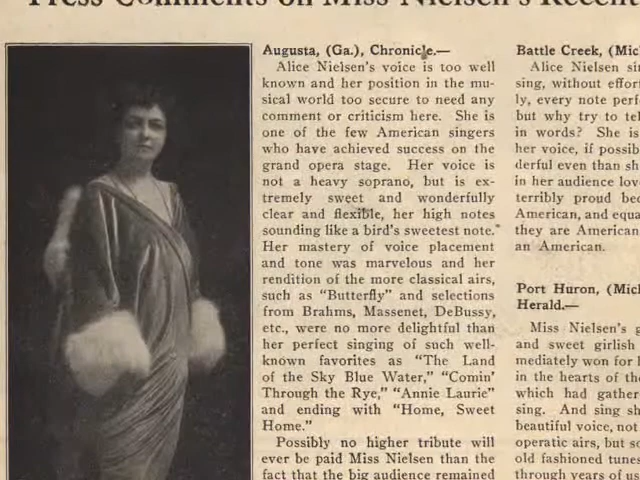 Press Comments on Miss Nielsen's Recent
Augusta, (Ga.), Chronicle.—
Alice Nielsen's voice is too well
known and her position in the mu-
sical world too secure to need any
comment or criticism here. She is
one of the few American singers
who have achieved success on the
grand opera stage. Her voice is
not a heavy soprano, but is ex-
tremely sweet and wonderfully
clear and flexible, her high notes
sounding like a bird's sweetest note.
Her mastery of voice placement
and tone was marvelous and her
rendition of the more classical airs,
such as "Butterfly" and selections
from Brahms, Massenet, DeBussy,
etc., were no more delightful than
her perfect singing of such well-
known favorites as "The Land
of the Sky Blue Water," "Comin'
Through the Rye," "Annie Laurie"
and ending with "Home, Sweet
Home."
Possibly no higher tribute will
ever be paid Miss Nielsen than the
fact that the big audience remained
Battle Creek, (Mic
Alice Nielsen si
sing, without effor
ly, every note perf
but why try to tel
in words? She is
her voice, if possib
derful even than sh
in her audience lov
terribly proud bec
American, and equa
they are American
an American.
Port Huron, (Mic
Herald.—
Miss Nielsen's g
and sweet girlish
mediately won for h
in the hearts of the
which had gather
sing. And sing sh
beautiful voice, not
operatic airs, but so
old fashioned tunes
through years of us